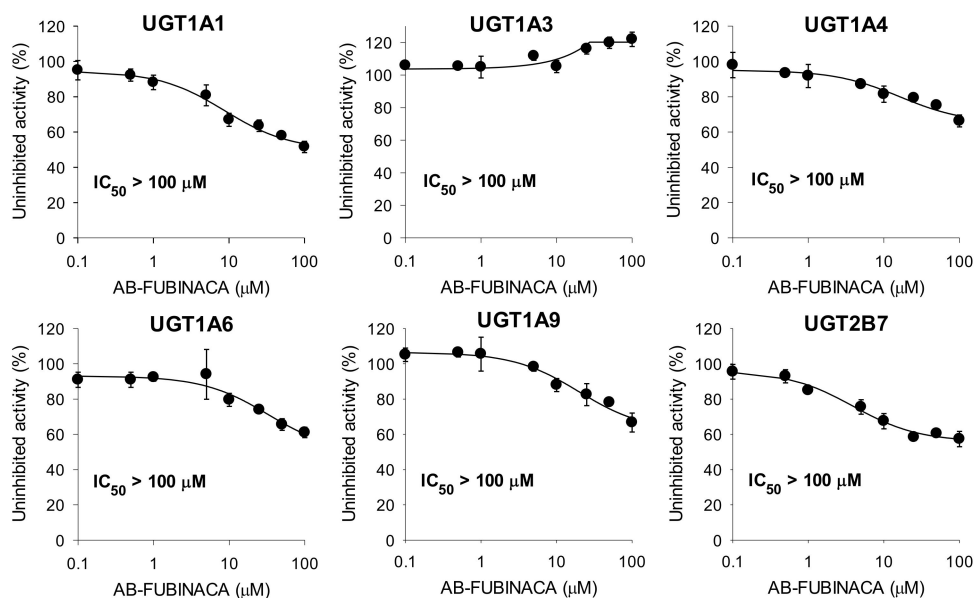 UGT1A1
Uninhibited activity (%)
120
100
80
60
40
20
0
IC50 > 100 μM
0.1 1 10 100
AB-FUBINACA (μM)
UGT1A3
Uninhibited activity (%)
120
100
80
60
40
20
0
IC50 > 100 μM
0.1 1 10 100
AB-FUBINACA (μM)
UGT1A4
Uninhibited activity (%)
120
100
80
60
40
20
0
IC50 > 100 μM
0.1 1 10 100
AB-FUBINACA (μM)
UGT1A6
Uninhibited activity (%)
120
100
80
60
40
20
0
IC50 > 100 μM
0.1 1 10 100
AB-FUBINACA (μM)
UGT1A9
Uninhibited activity (%)
120
100
80
60
40
20
0
IC50 > 100 μM
0.1 1 10 100
AB-FUBINACA (μM)
UGT2B7
Uninhibited activity (%)
120
100
80
60
40
20
0
IC50 > 100 μM
0.1 1 10 100
AB-FUBINACA (μM)